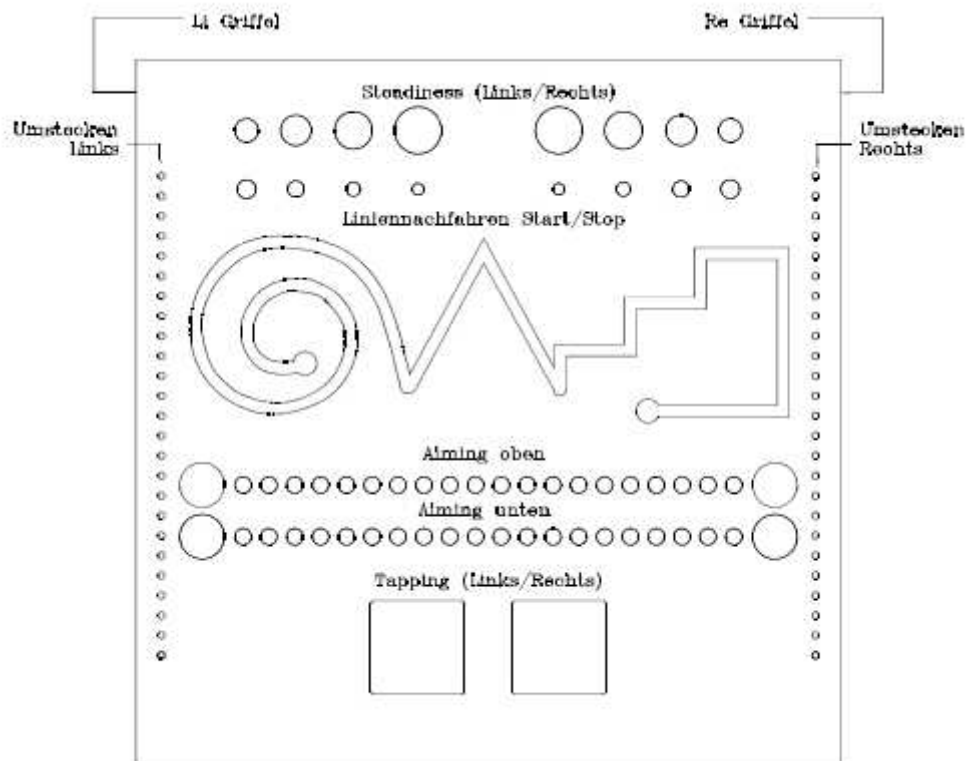 Li Griffel
Re Griffel
Steadiness (Links/Rechts)
Umstecken
links
Umstecken
Rechts
Liniennachfahren Start/Stop
Aiming oben
Aiming unten
Tapping (Links/Rechts)